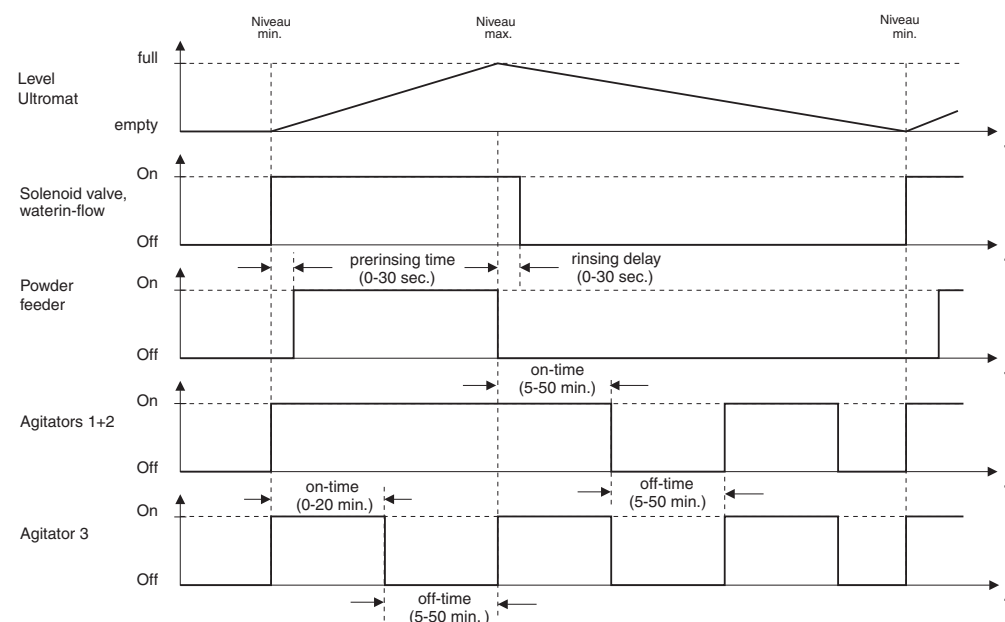 Niveau
min.
Niveau
max.
Niveau
min.
full
Level
Ultromat
empty
On
Solenoid valve,
waterin-flow
Off
prerinsing time
(0-30 sec.)
rinsing delay
(0-30 sec.)
On
Powder
feeder
Off
on-time
(5-50 min.)
On
Agitators 1+2
Off
on-time
(0-20 min.)
off-time
(5-50 min.)
On
Agitator 3
Off
off-time
(5-50 min. )